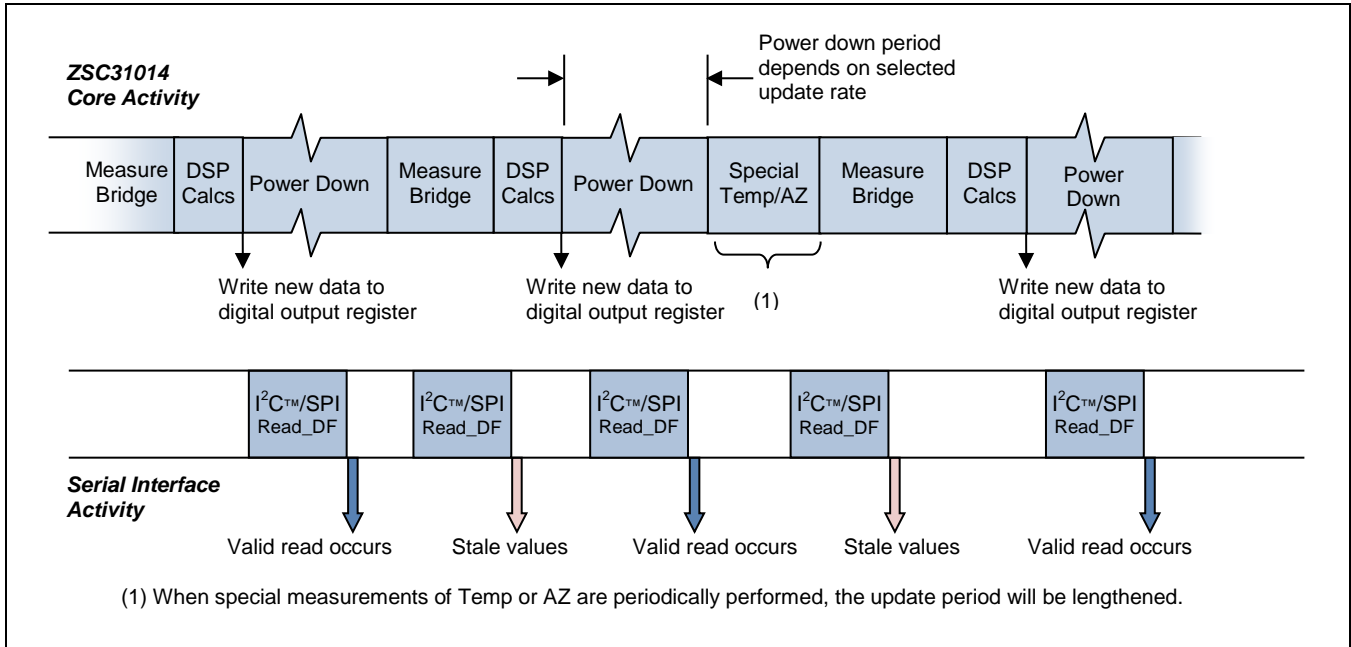 ZSC31014
Core Activity
Power down period
depends on selected
update rate
Measure
Bridge
DSP
Calcs
Power Down
Measure
Bridge
DSP
Calcs
Power Down
Special
Temp/AZ
Measure
Bridge
DSP
Calcs
Power
Down
Write new data to
digital output register
Write new data to
digital output register
(1)
Write new data to
digital output register
I²C™/SPI
Read_DF
I²C™/SPI
Read_DF
I²C™/SPI
Read_DF
I²C™/SPI
Read_DF
I²C™/SPI
Read_DF
Serial Interface
Activity
Valid read occurs
Stale values
Valid read occurs
Stale values
Valid read occurs
(1) When special measurements of Temp or AZ are periodically performed, the update period will be lengthened.